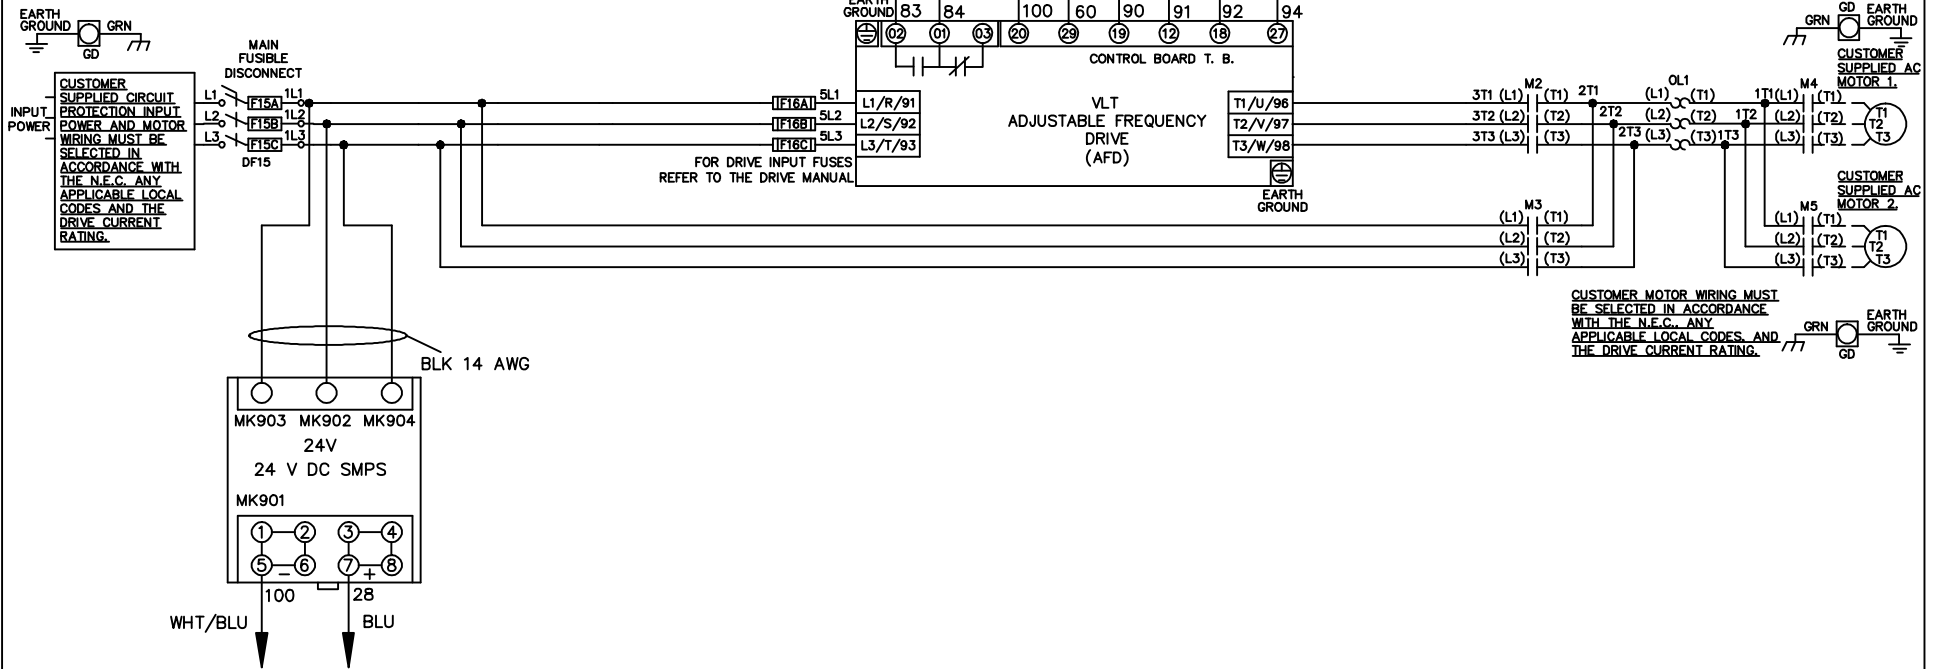 EARTH
GROUND
GRN
GD
MAIN
FUSIBLE
DISCONNECT
INPUT
POWER
CUSTOMER
SUPPLIED CIRCUIT
PROTECTION INPUT
POWER AND MOTOR
WIRING MUST BE
SELECTED IN
ACCORDANCE WITH
THE N.E.C. ANY
APPLICABLE LOCAL
CODES AND THE
DRIVE CURRENT
RATING.
L1 F15A 1L1
L2 F15B 1L2
L3 F15C 1L3
DF15
F16A 5L1
F16B 5L2
F16C 5L3
FOR DRIVE INPUT FUSES
REFER TO THE DRIVE MANUAL
EARTH
GROUND 83 84 100 60 90 91 92 94
02 01 03 20 29 19 12 18 27
CONTROL BOARD T. B.
L1/R/91
L2/S/92
L3/T/93
VLT
ADJUSTABLE FREQUENCY
DRIVE
(AFD)
T1/U/96
T2/V/97
T3/W/98
EARTH
GROUND
M2
3T1 (L1) (T1) 2T1
3T2 (L2) (T2) 2T2
3T3 (L3) (T3) 2T3
OL1
(L1) (T1) 1T1
(L2) (T2) 1T2
(L3) (T3) 1T3
M4
(L1) (T1)
(L2) (T2)
(L3) (T3)
T1
T2
T3
GRN
GD
EARTH
GROUND
CUSTOMER
SUPPLIED AC
MOTOR 1.
M3
(L1) (T1)
(L2) (T2)
(L3) (T3)
CUSTOMER
SUPPLIED AC
MOTOR 2.
M5
(L1) (T1)
(L2) (T2)
(L3) (T3)
T1
T2
T3
CUSTOMER MOTOR WIRING MUST
BE SELECTED IN ACCORDANCE
WITH THE N.E.C., ANY
APPLICABLE LOCAL CODES, AND
THE DRIVE CURRENT RATING.
GRN
GD
EARTH
GROUND
BLK 14 AWG
MK903 MK902 MK904
24V
24 V DC SMPS
MK901
1 2 3 4
5 6 7 8
- +
100 28
WHT/BLU BLU